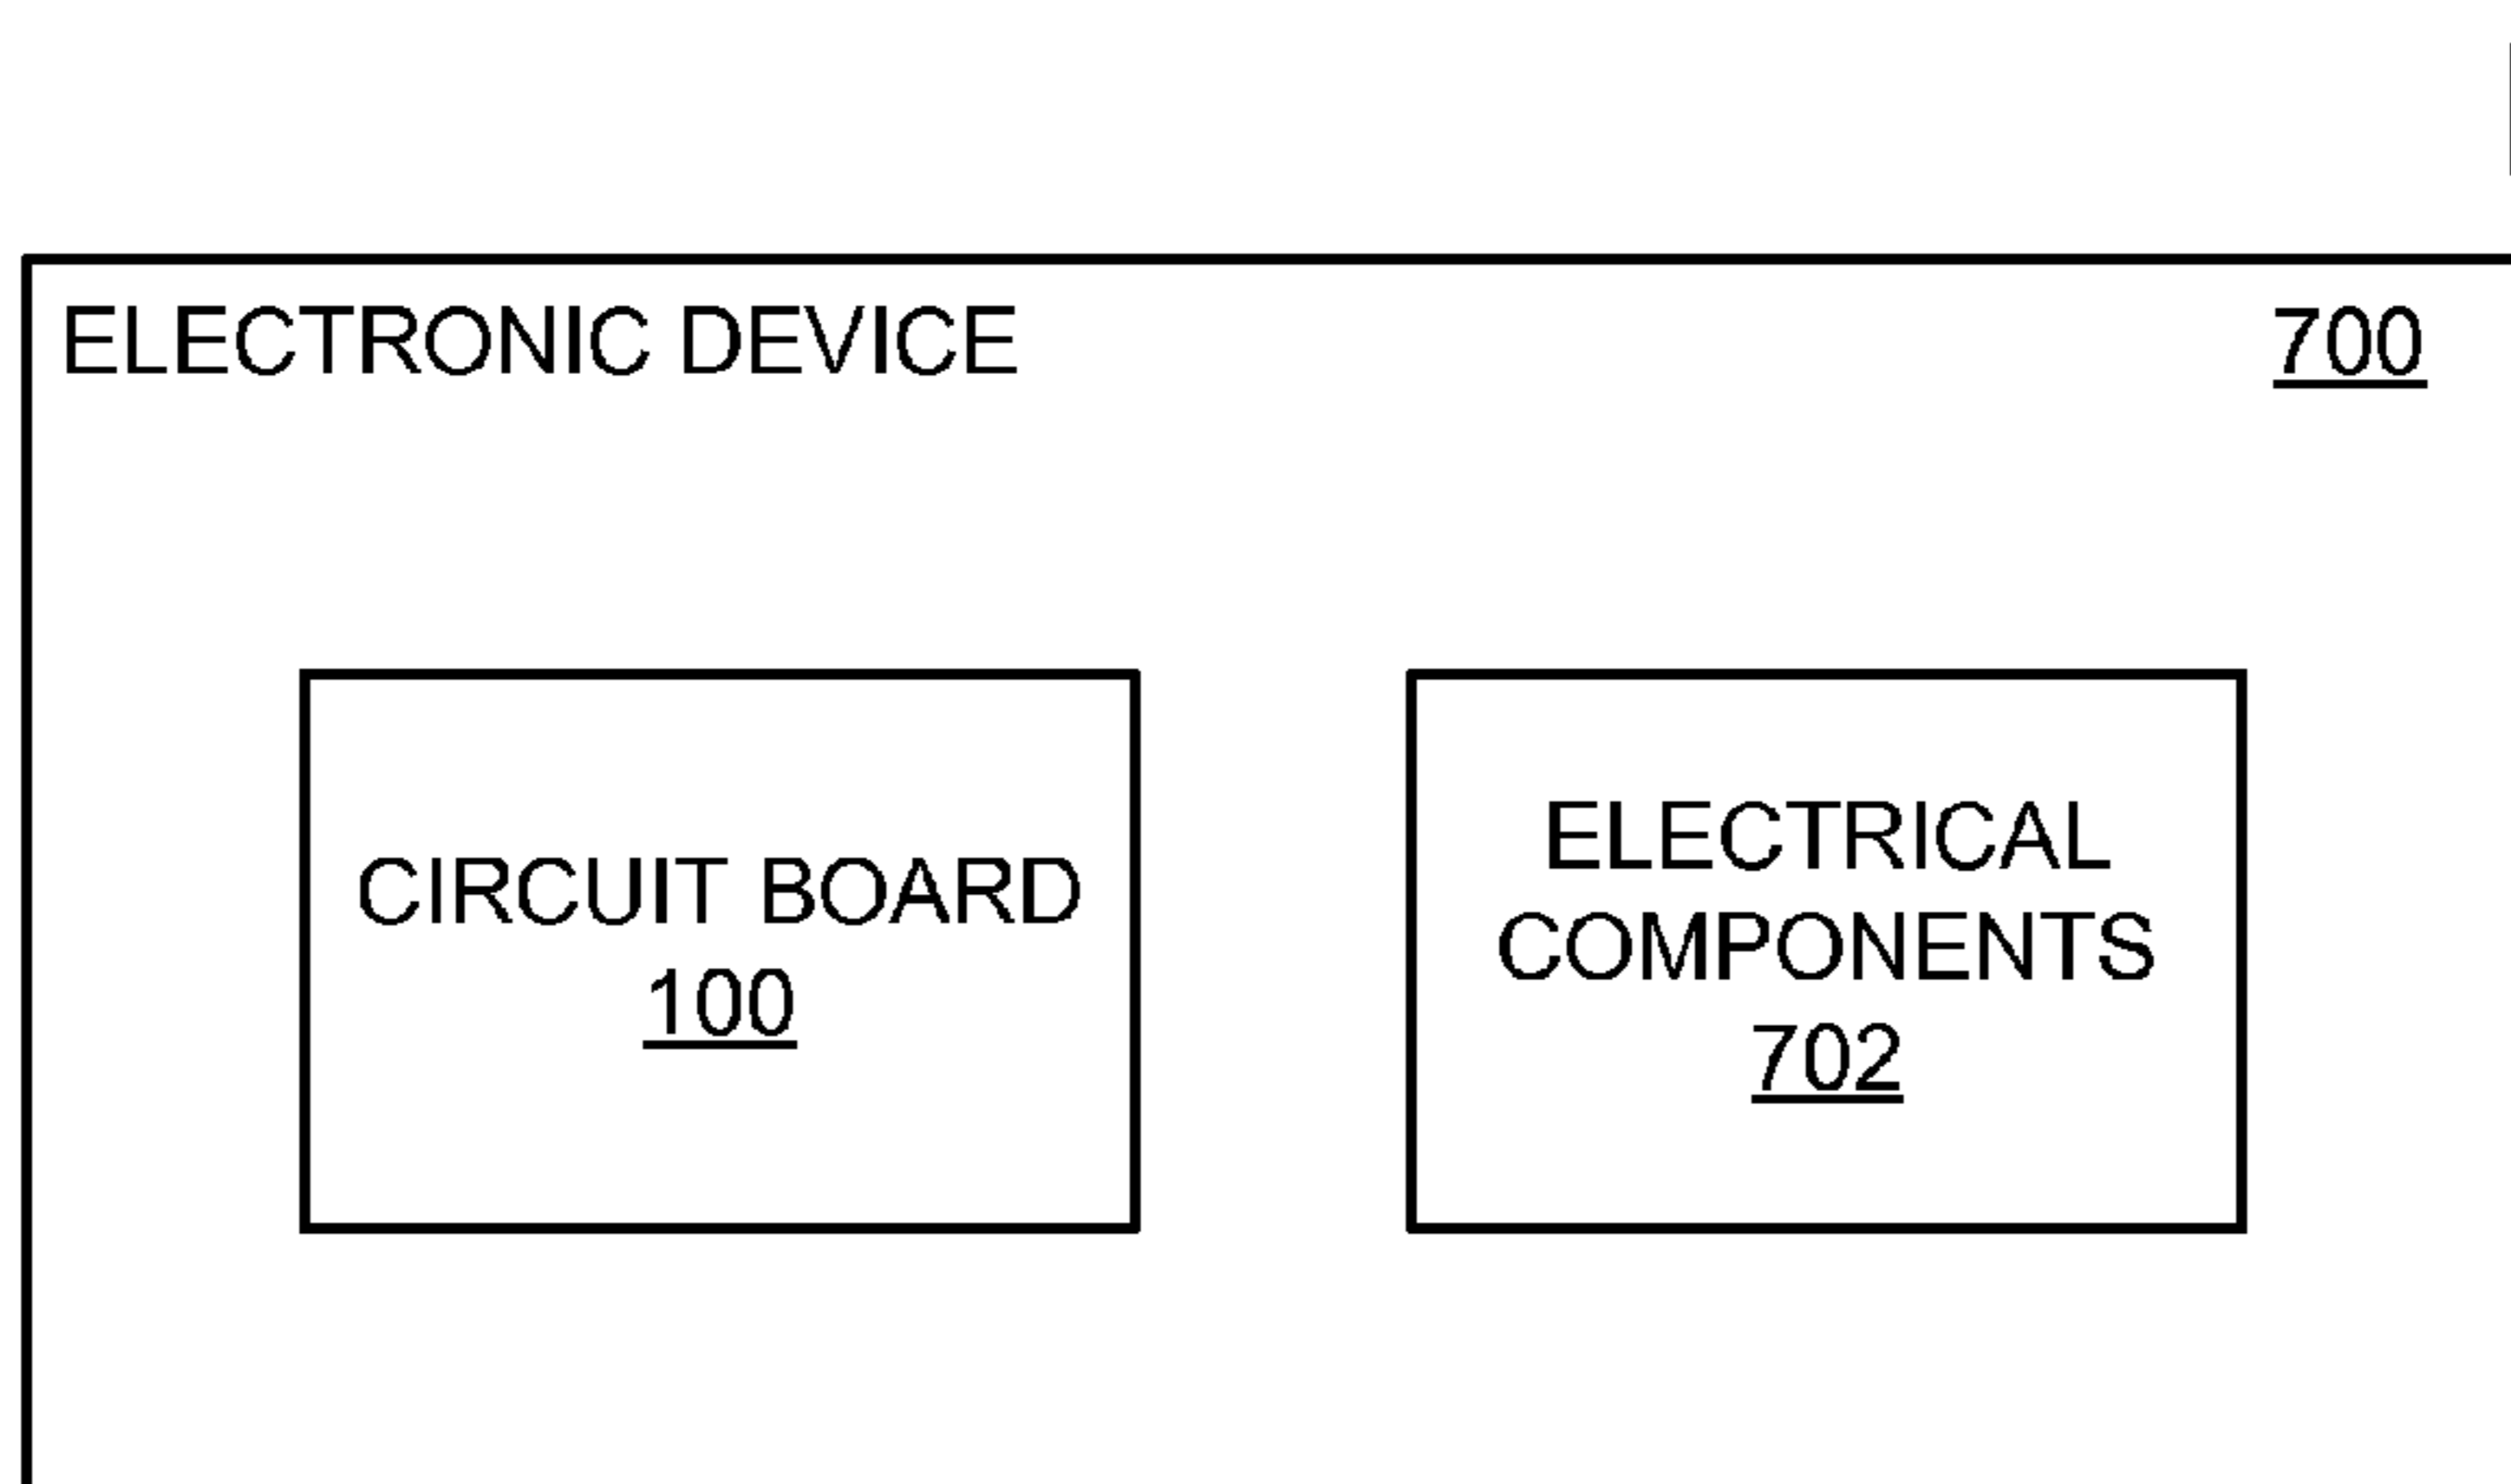 ELECTRONIC DEVICE 700
CIRCUIT BOARD
100
ELECTRICAL
COMPONENTS
702